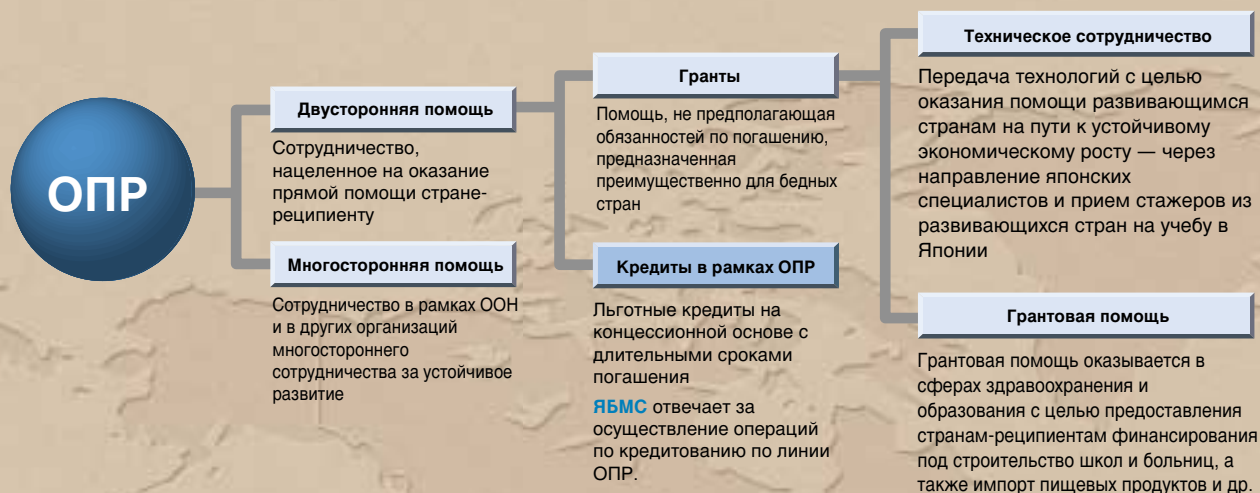 ОПР
Двусторонняя помощь
Сотрудничество,
нацеленное на оказание
прямой помощи стране-
реципиенту
Многосторонняя помощь
Сотрудничество в рамках ООН
и в других организаций
многостороннего
сотрудничества за устойчивое
развитие
Гранты
Помощь, не предполагающая
обязанностей по погашению,
предназначенная
преимущественно для бедных
стран
Кредиты в рамках ОПР
Льготные кредиты на
концессионной основе с
длительными сроками
погашения
ЯБМС отвечает за
осуществление операций
по кредитованию по линии
ОПР.
Техническое сотрудничество
Передача технологий с целью
оказания помощи развивающимся
странам на пути к устойчивому
экономическому росту — через
направление японских
специалистов и прием стажеров из
развивающихся стран на учебу в
Японии
Грантовая помощь
Грантовая помощь оказывается в
сферах здравоохранения и
образования с целью предоставления
странам-реципиентам финансирования
под строительство школ и больниц, а
также импорт пищевых продуктов и др.